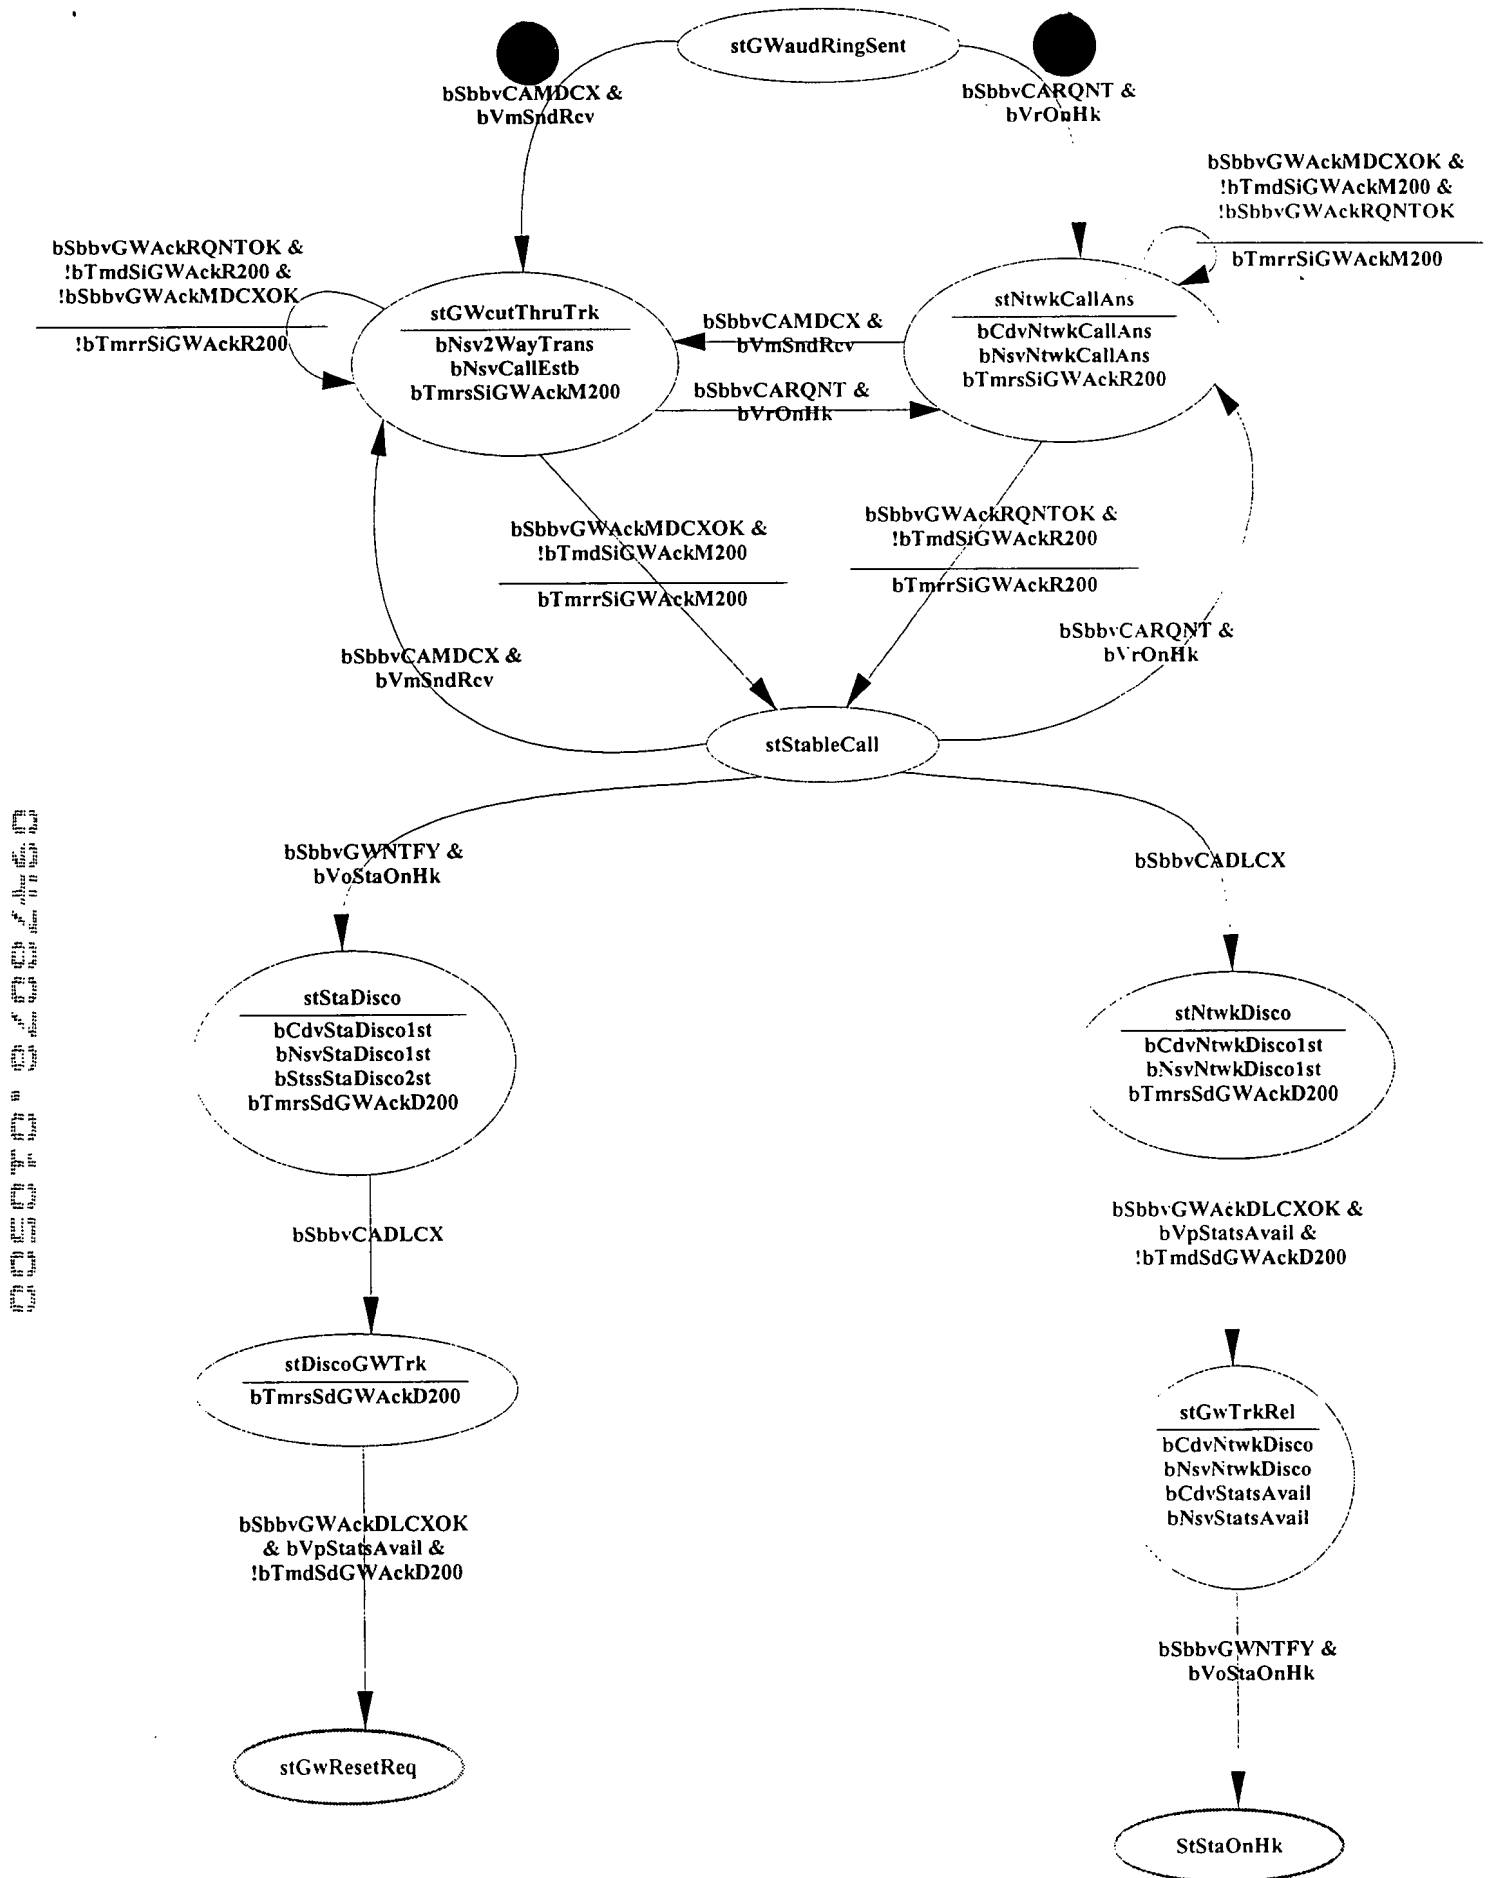 stGWaudRingSent
bSbbvCAMDCX &
bVmSndRcv
bSbbvCARQNT &
bVrOnHk
bSbbvGWAckMDCXOK &
!bTmdSiGWAckM200 &
!bSbbvGWAckRQNTOK
bTmrrSiGWAckM200
bSbbvGWAckRQNTOK &
!bTmdSiGWAckR200 &
!bSbbvGWAckMDCXOK
!bTmrrSiGWAckR200
stGWcutThruTrk
bNsv2WayTrans
bNsvCallEstb
bTmrsSiGWAckM200
bSbbvCAMDCX &
bVmSndRcv
bSbbvCARQNT &
bVrOnHk
stNtwkCallAns
bCdvNtwkCallAns
bNsvNtwkCallAns
bTmrsSiGWAckR200
bSbbvGWAckMDCXOK &
!bTmdSiGWAckM200
bTmrrSiGWAckM200
bSbbvGWAckRQNTOK &
!bTmdSiGWAckR200
bTmrrSiGWAckR200
bSbbvCAMDCX &
bVmSndRcv
bSbbvCARQNT &
bVrOnHk
stStableCall
bSbbvGWNTFY &
bVoStaOnHk
bSbbvCADLCX
stStaDisco
bCdvStaDisco1st
bNsvStaDisco1st
bStssStaDisco2st
bTmrsSdGWAckD200
stNtwkDisco
bCdvNtwkDisco1st
bNsvNtwkDisco1st
bTmrsSdGWAckD200
bSbbvCADLCX
bSbbvGWAckDLCXOK &
bVpStatsAvail &
!bTmdSdGWAckD200
stDiscoGWTrk
bTmrsSdGWAckD200
stGwTrkRel
bCdvNtwkDisco
bNsvNtwkDisco
bCdvStatsAvail
bNsvStatsAvail
bSbbvGWAckDLCXOK
& bVpStatsAvail &
!bTmdSdGWAckD200
bSbbvGWNTFY &
bVoStaOnHk
stGwResetReq
StStaOnHk